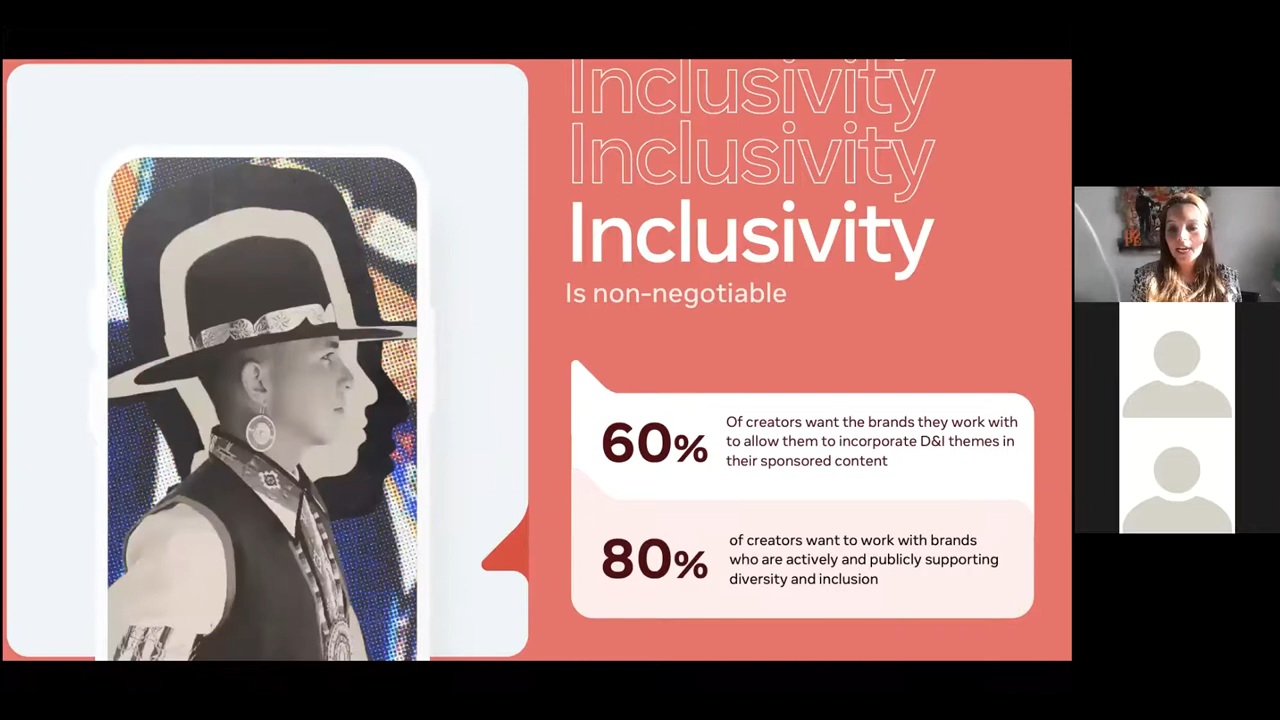 Inclusivity
Inclusivity
Inclusivity
Is non-negotiable
60%
Of creators want the brands they work with
to allow them to incorporate D&I themes in
their sponsored content
80%
of creators want to work with brands
who are actively and publicly supporting
diversity and inclusion